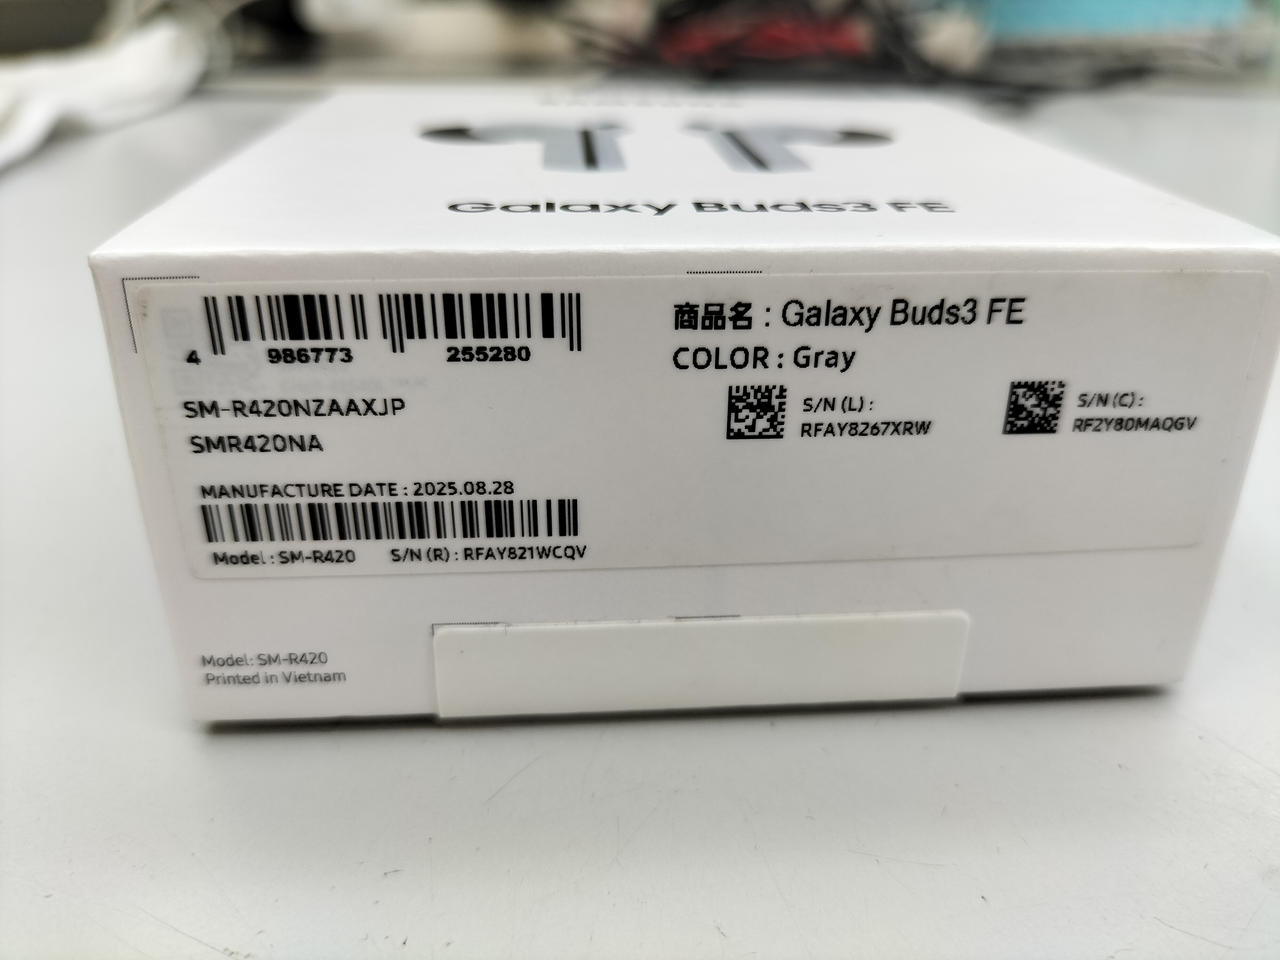 Galaxy Buds3 FE
4 986773 255280
SM-R420NZAAXJP
SMR420NA
MANUFACTURE DATE : 2025.08.28
Model : SM-R420 S/N (R) : RFAY821WCQV
商品名 : Galaxy Buds3 FE
COLOR : Gray
S/N (L) :
RFAY8267XRW
S/N (C) :
RF2Y80MAQGV
Model: SM-R420
Printed in Vietnam